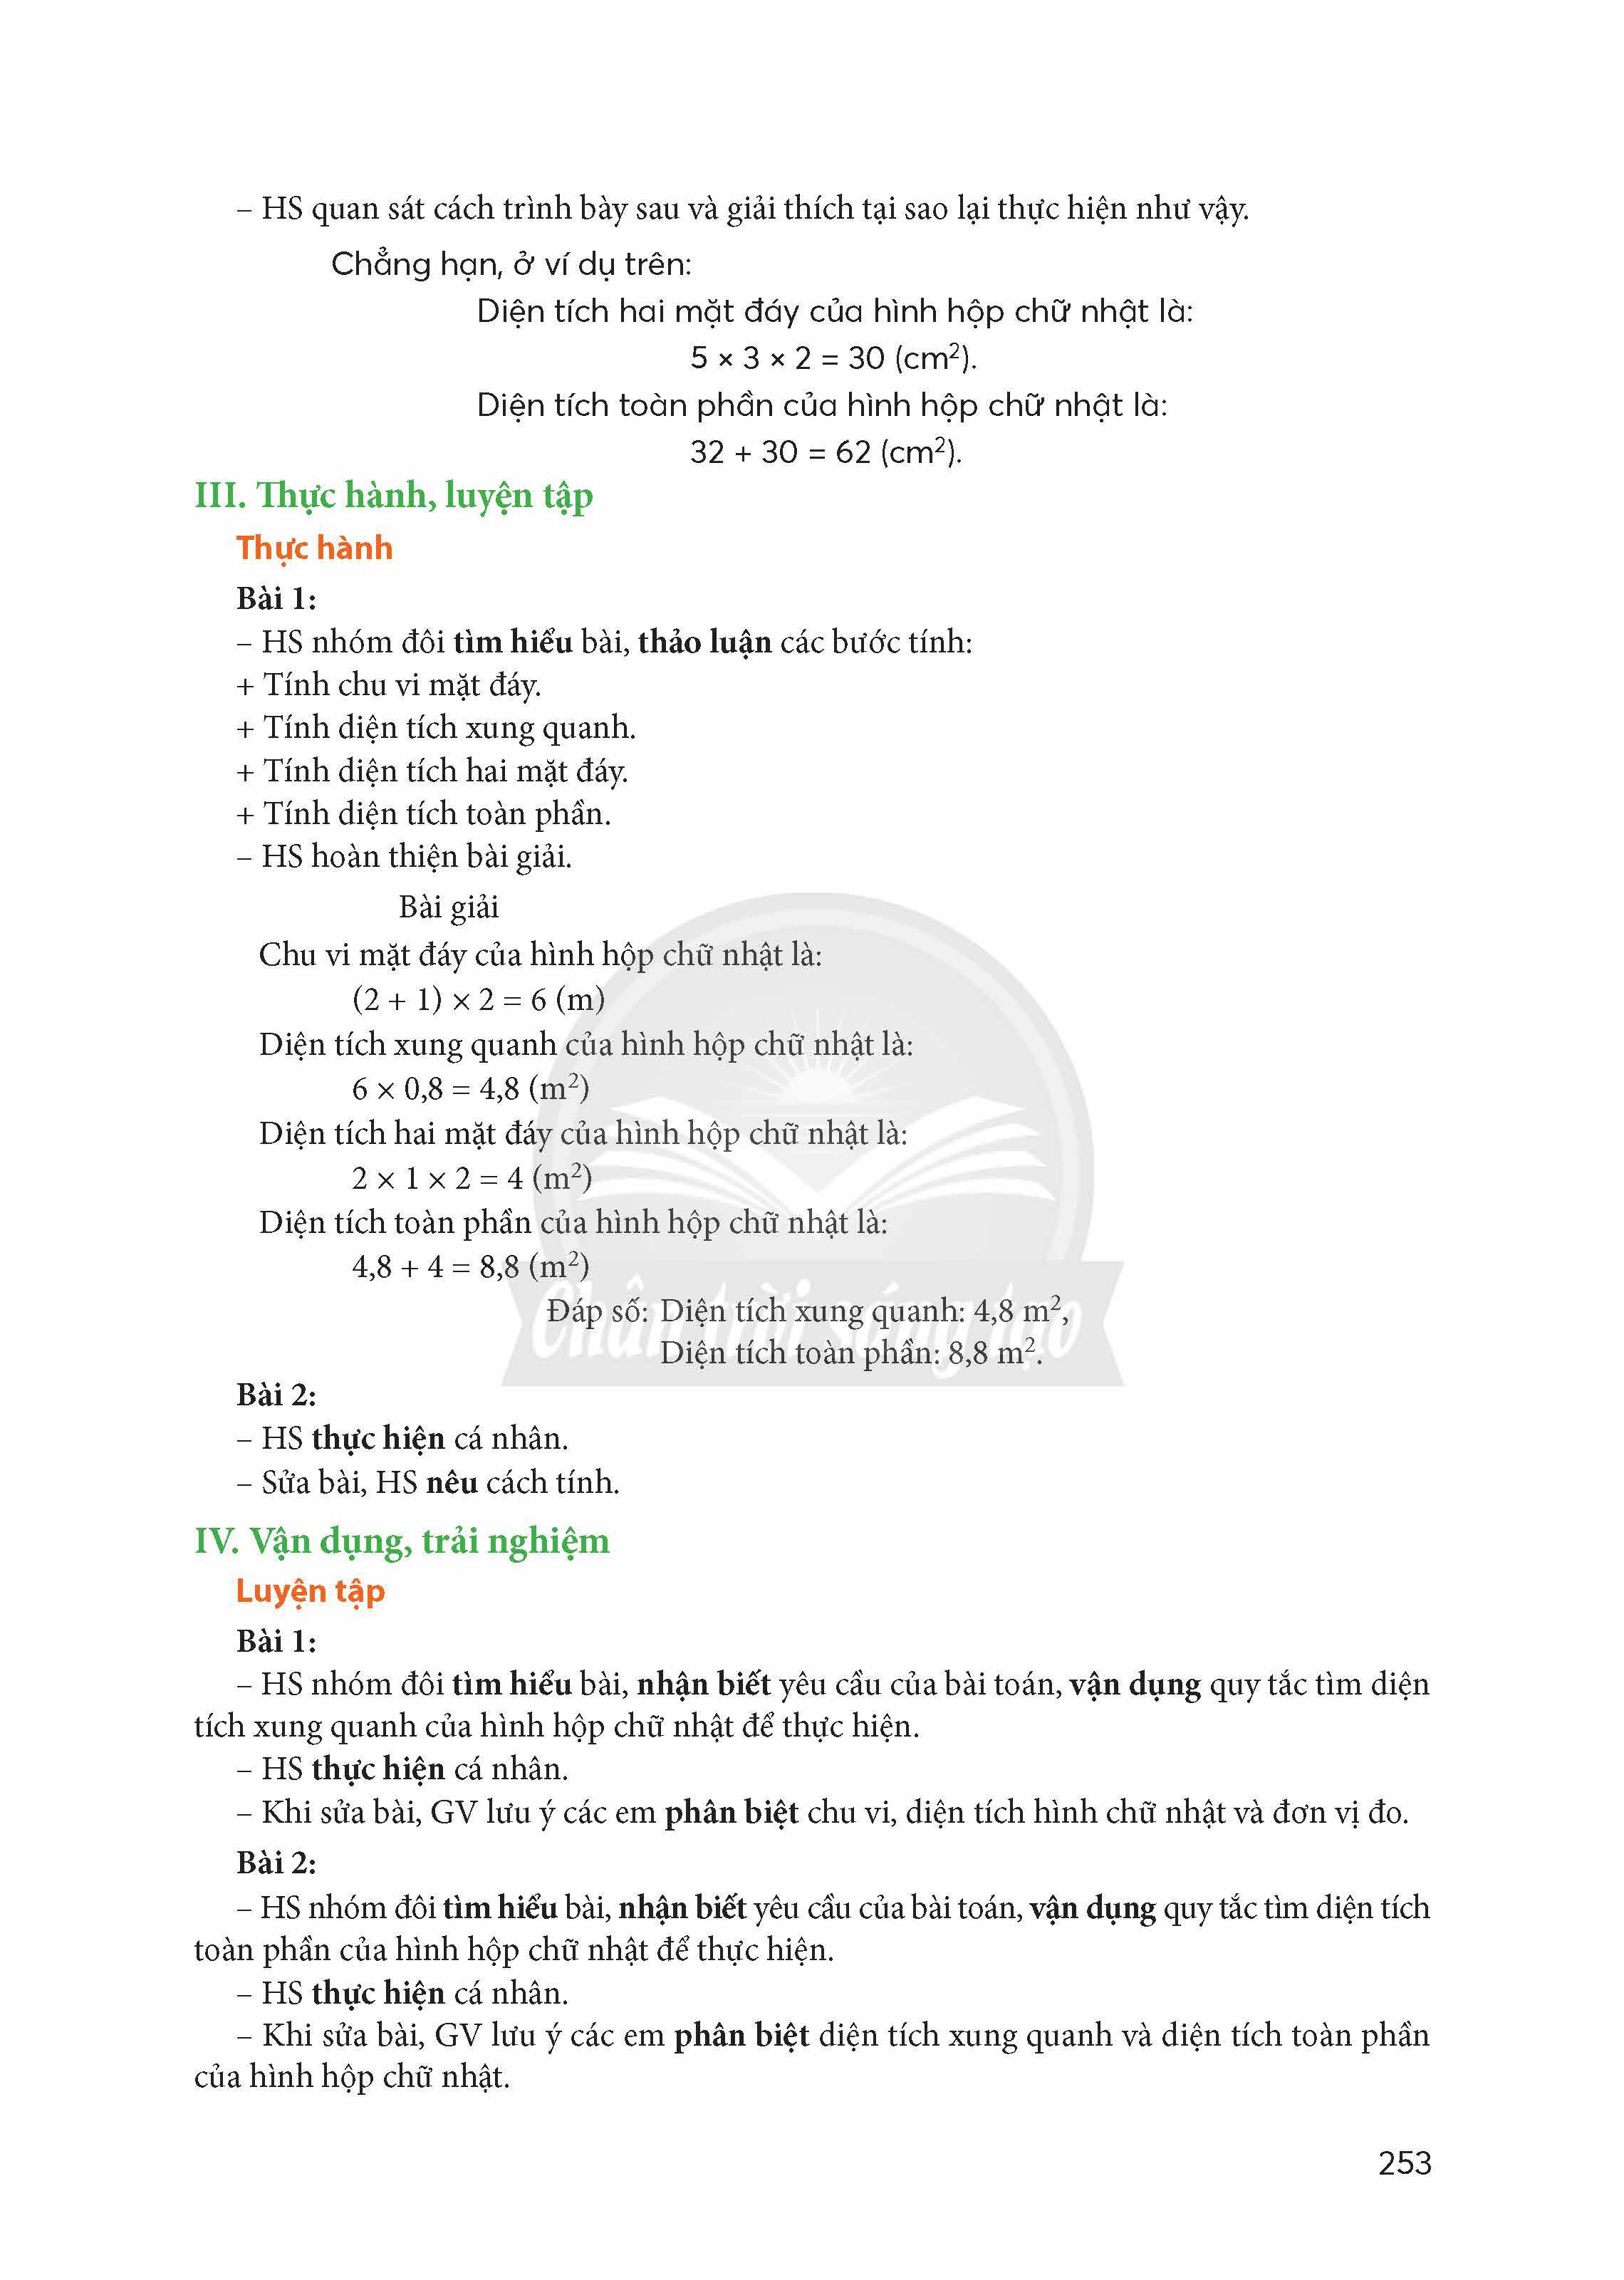 – HS quan sát cách trình bày sau và giải thích tại sao lại thực hiện như vậy.
Chẳng hạn, ở ví dụ trên:
Diện tích hai mặt đáy của hình hộp chữ nhật là:
5 × 3 × 2 = 30 (cm²).
Diện tích toàn phần của hình hộp chữ nhật là:
32 + 30 = 62 (cm²).
III. Thực hành, luyện tập
Thực hành
Bài 1:
– HS nhóm đôi tìm hiểu bài, thảo luận các bước tính:
+ Tính chu vi mặt đáy.
+ Tính diện tích xung quanh.
+ Tính diện tích hai mặt đáy.
+ Tính diện tích toàn phần.
– HS hoàn thiện bài giải.
Bài giải
Chu vi mặt đáy của hình hộp chữ nhật là:
(2 + 1) × 2 = 6 (m)
Diện tích xung quanh của hình hộp chữ nhật là:
6 × 0,8 = 4,8 (m²)
Diện tích hai mặt đáy của hình hộp chữ nhật là:
2 × 1 × 2 = 4 (m²)
Diện tích toàn phần của hình hộp chữ nhật là:
4,8 + 4 = 8,8 (m²)
Chân trời sáng tạo
Đáp số: Diện tích xung quanh: 4,8 m²,
Diện tích toàn phần: 8,8 m².
Bài 2:
– HS thực hiện cá nhân.
– Sửa bài, HS nêu cách tính.
IV. Vận dụng, trải nghiệm
Luyện tập
Bài 1:
– HS nhóm đôi tìm hiểu bài, nhận biết yêu cầu của bài toán, vận dụng quy tắc tìm diện
tích xung quanh của hình hộp chữ nhật để thực hiện.
– HS thực hiện cá nhân.
– Khi sửa bài, GV lưu ý các em phân biệt chu vi, diện tích hình chữ nhật và đơn vị đo.
Bài 2:
– HS nhóm đôi tìm hiểu bài, nhận biết yêu cầu của bài toán, vận dụng quy tắc tìm diện tích
toàn phần của hình hộp chữ nhật để thực hiện.
– HS thực hiện cá nhân.
– Khi sửa bài, GV lưu ý các em phân biệt diện tích xung quanh và diện tích toàn phần
của hình hộp chữ nhật.
253